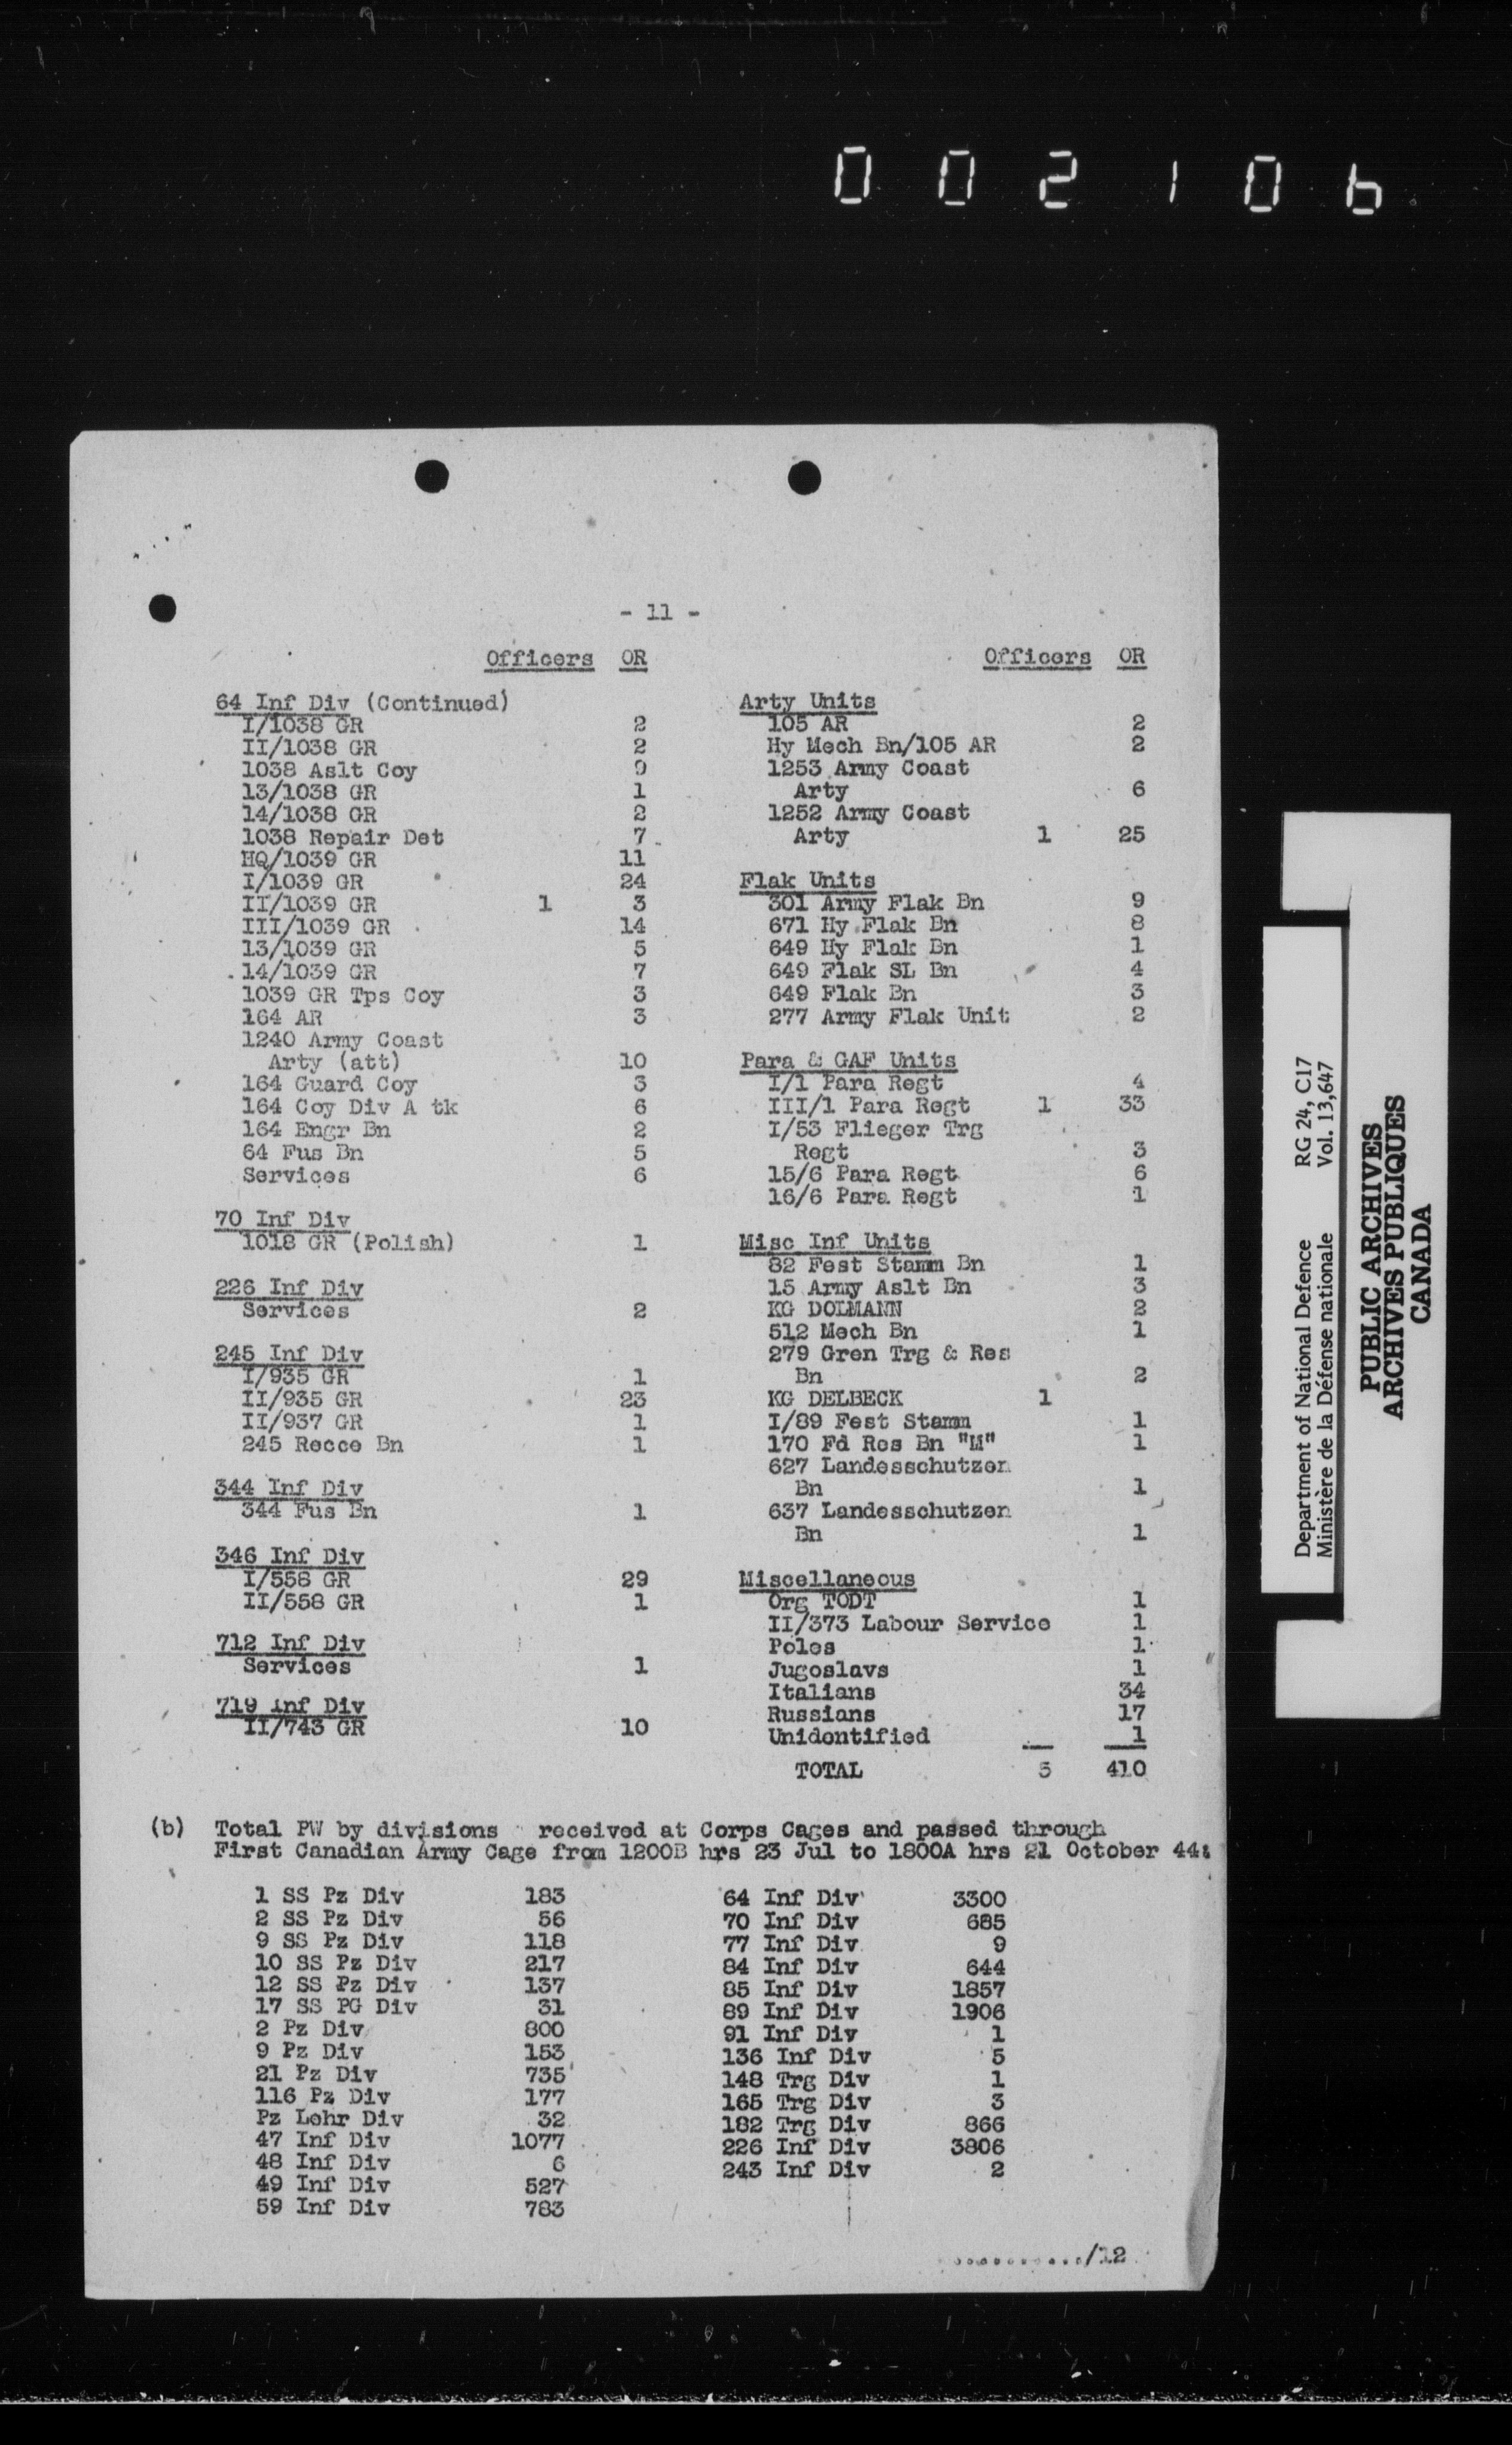 002106
- 11 -
Officers OR
64 Inf Div (Continued)
I/1038 GR 2
II/1038 GR 2
1038 Aslt Coy 9
13/1038 GR 1
14/1038 GR 2
1038 Repair Det 7
HQ/1039 GR 11
I/1039 GR 24
II/1039 GR 1 3
III/1039 GR 14
13/1039 GR 5
14/1039 GR 7
1039 GR Tps Coy 3
164 AR 3
1240 Army Coast
Arty (att) 10
164 Guard Coy 3
164 Coy Div A tk 6
164 Engr Bn 2
64 Fus Bn 5
Services 6
70 Inf Div
1018 GR (Polish) 1
226 Inf Div
Services 2
245 Inf Div
I/935 GR 1
II/935 GR 23
II/937 GR 1
245 Recce Bn 1
344 Inf Div
344 Fus Bn 1
346 Inf Div
I/558 GR 29
II/558 GR 1
712 Inf Div
Services 1
719 Inf Div
II/743 GR 10
Officers OR
Arty Units
105 AR 2
Hy Mech Bn/105 AR 2
1253 Army Coast
Arty 6
1252 Army Coast
Arty 1 25
Flak Units
301 Army Flak Bn 9
671 Hy Flak Bn 8
649 Hy Flak Bn 1
649 Flak SL Bn 4
649 Flak Bn 3
277 Army Flak Unit 2
Para & GAF Units
I/1 Para Regt 4
III/1 Para Regt 1 33
I/53 Flieger Trg
Regt 3
15/6 Para Regt 6
16/6 Para Regt 1
Misc Inf Units
82 Fest Stamm Bn 1
15 Army Aslt Bn 3
KG DOLMANN 2
512 Mech Bn 1
279 Gren Trg & Res
Bn 2
KG DELBECK 1
I/89 Fest Stamm 1
170 Fd Res Bn "M" 1
627 Landesschutzen
Bn 1
637 Landesschutzen
Bn 1
Miscellaneous
Org TODT 1
II/373 Labour Service 1
Poles 1
Jugoslavs 1
Italians 34
Russians 17
Unidentified 1
TOTAL 5 410
(b) Total PW by divisions received at Corps Cages and passed through
First Canadian Army Cage from 1200B hrs 23 Jul to 1800A hrs 21 October 44:
1 SS Pz Div 183
2 SS Pz Div 56
9 SS Pz Div 118
10 SS Pz Div 217
12 SS Pz Div 137
17 SS PG Div 31
2 Pz Div 800
9 Pz Div 153
21 Pz Div 735
116 Pz Div 177
Pz Lehr Div 32
47 Inf Div 1077
48 Inf Div 6
49 Inf Div 527
59 Inf Div 783
64 Inf Div 3300
70 Inf Div 685
77 Inf Div 9
84 Inf Div 644
85 Inf Div 1857
89 Inf Div 1906
91 Inf Div 1
136 Inf Div 5
148 Trg Div 1
165 Trg Div 3
182 Trg Div 866
226 Inf Div 3806
243 Inf Div 2
.........../12
Department of National Defence RG 24, C17
Ministère de la Défense nationale Vol. 13,647
PUBLIC ARCHIVES
ARCHIVES PUBLIQUES
CANADA